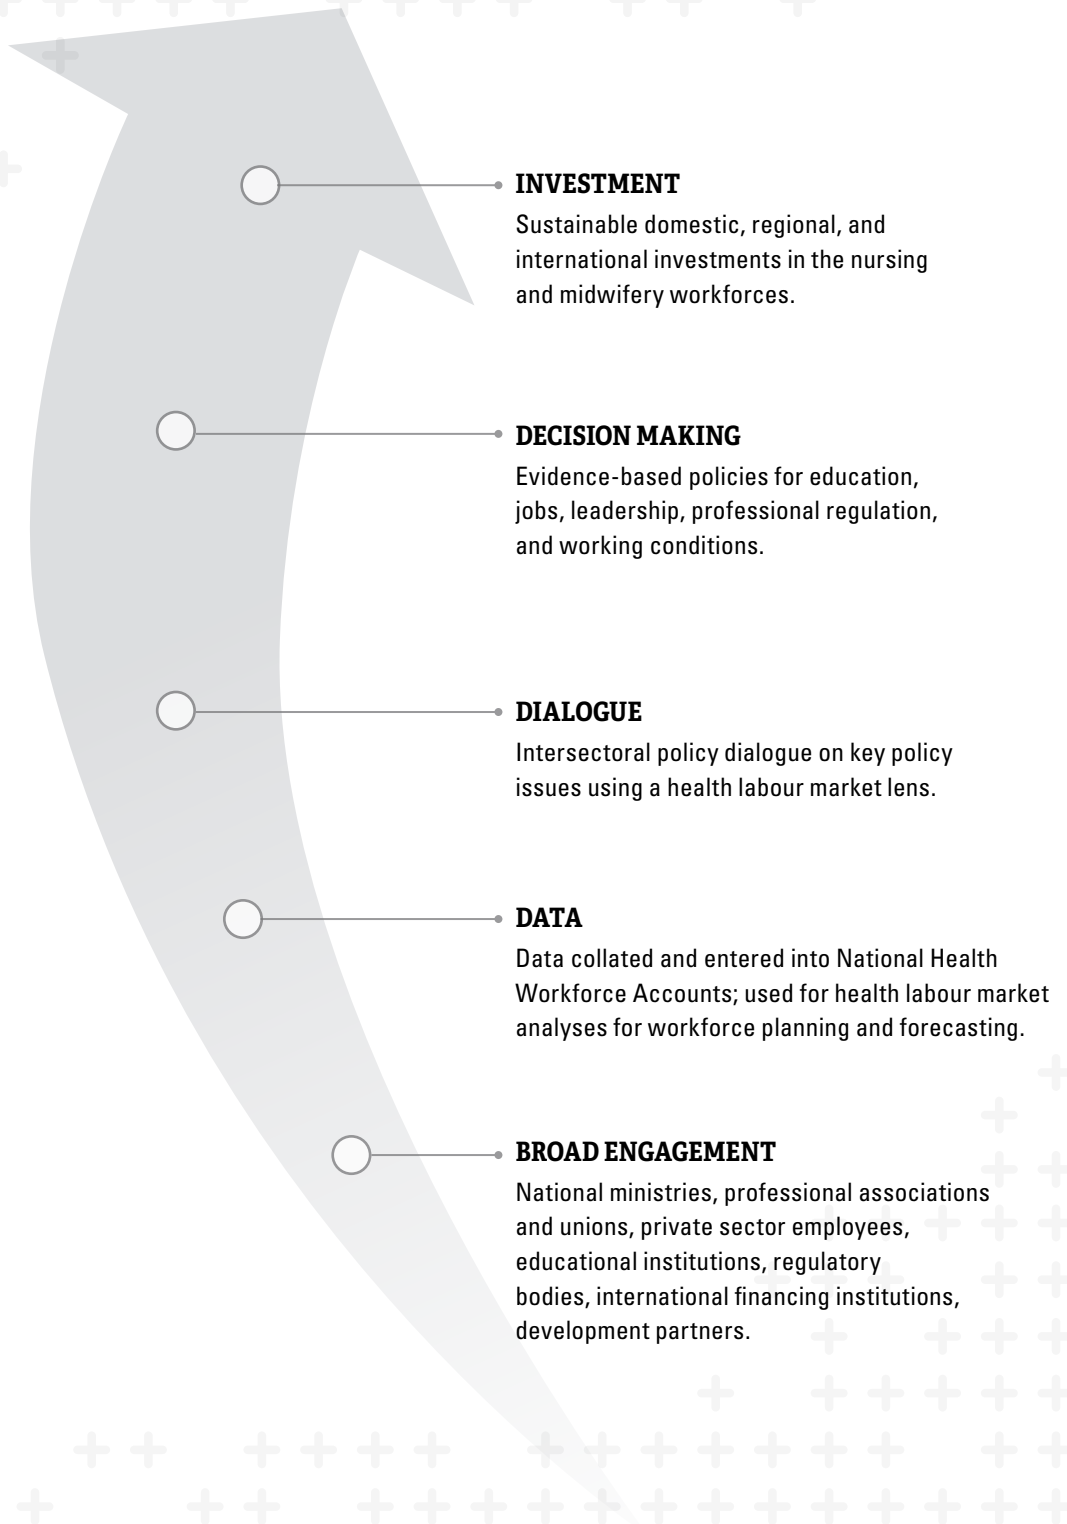 INVESTMENT
Sustainable domestic, regional, and
international investments in the nursing
and midwifery workforces.
DECISION MAKING
Evidence-based policies for education,
jobs, leadership, professional regulation,
and working conditions.
DIALOGUE
Intersectoral policy dialogue on key policy
issues using a health labour market lens.
DATA
Data collated and entered into National Health
Workforce Accounts; used for health labour market
analyses for workforce planning and forecasting.
BROAD ENGAGEMENT
National ministries, professional associations
and unions, private sector employees,
educational institutions, regulatory
bodies, international financing institutions,
development partners.